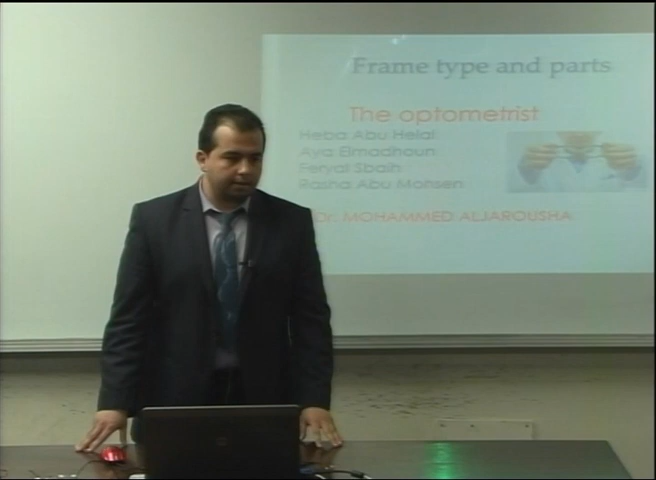 Frame type and parts
The optometrist
Heba Abu Helal
Aya Elmadhoun
Feryal Sbaih
Rasha Abu Mohsen
Dr. MOHAMMED ALJAROUSHA